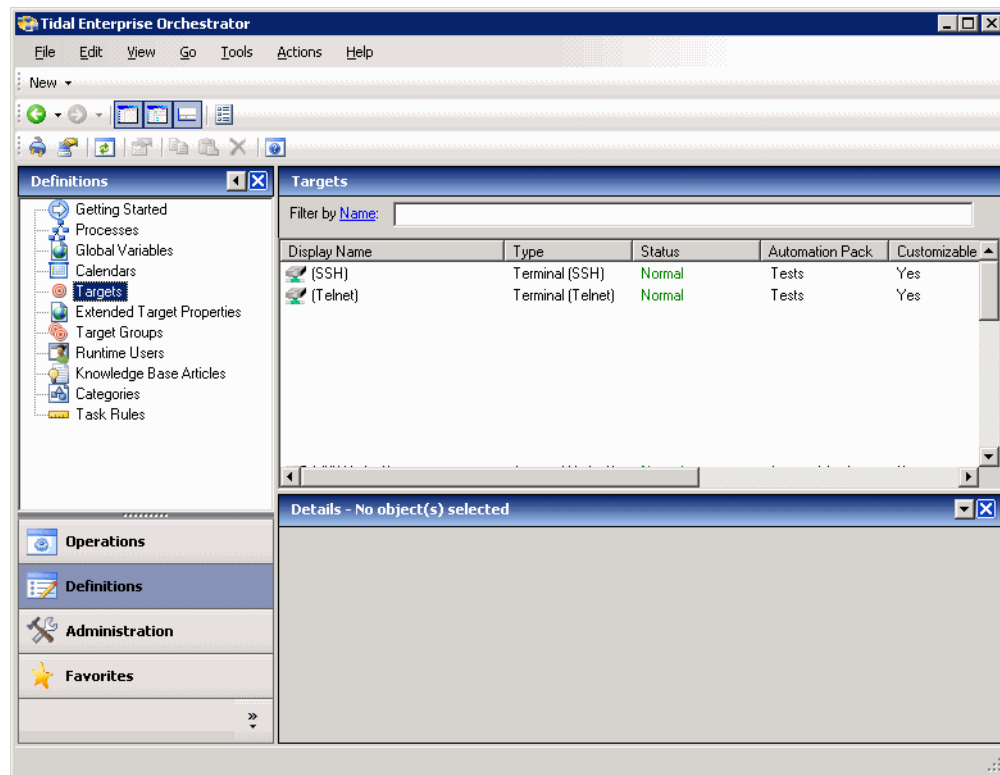 Tidal Enterprise Orchestrator
File Edit View Go Tools Actions Help
New
Definitions
Getting Started
Processes
Global Variables
Calendars
Targets
Extended Target Properties
Target Groups
Runtime Users
Knowledge Base Articles
Categories
Task Rules
Operations
Definitions
Administration
Favorites
Targets
Filter by Name:
Display Name Type Status Automation Pack Customizable
(SSH) Terminal (SSH) Normal Tests Yes
(Telnet) Terminal (Telnet) Normal Tests Yes
Details - No object(s) selected